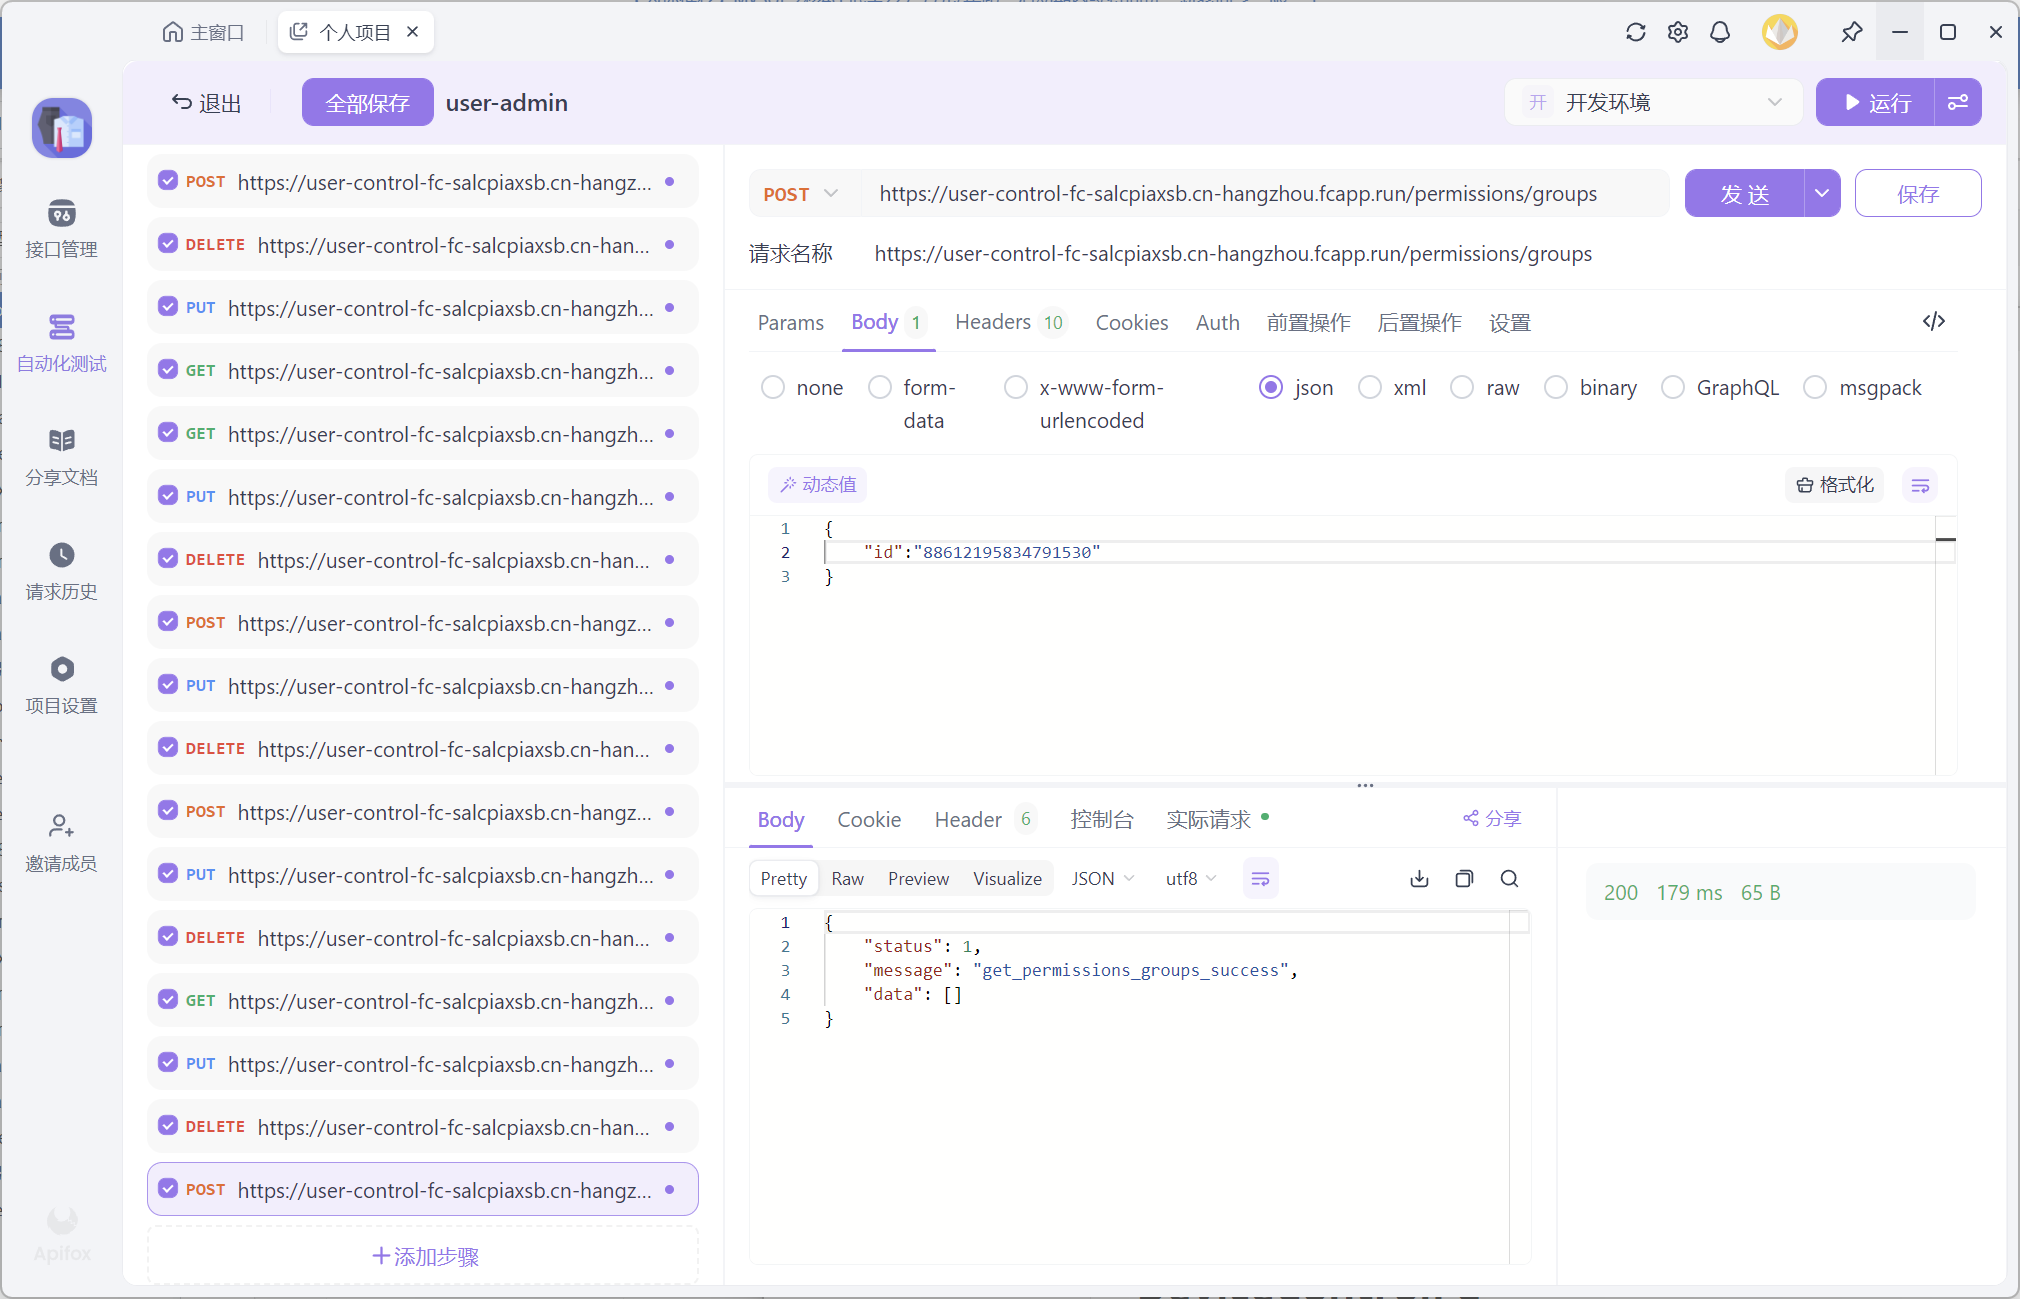 主窗口
个人项目
退出
全部保存
user-admin
开
开发环境
运行
接口管理
自动化测试
分享文档
请求历史
项目设置
邀请成员
Apifox
POST https://user-control-fc-salcpiaxsb.cn-hangz...
DELETE https://user-control-fc-salcpiaxsb.cn-han...
PUT https://user-control-fc-salcpiaxsb.cn-hangzh...
GET https://user-control-fc-salcpiaxsb.cn-hangzh...
GET https://user-control-fc-salcpiaxsb.cn-hangzh...
PUT https://user-control-fc-salcpiaxsb.cn-hangzh...
DELETE https://user-control-fc-salcpiaxsb.cn-han...
POST https://user-control-fc-salcpiaxsb.cn-hangz...
PUT https://user-control-fc-salcpiaxsb.cn-hangzh...
DELETE https://user-control-fc-salcpiaxsb.cn-han...
POST https://user-control-fc-salcpiaxsb.cn-hangz...
PUT https://user-control-fc-salcpiaxsb.cn-hangzh...
DELETE https://user-control-fc-salcpiaxsb.cn-han...
GET https://user-control-fc-salcpiaxsb.cn-hangzh...
PUT https://user-control-fc-salcpiaxsb.cn-hangzh...
DELETE https://user-control-fc-salcpiaxsb.cn-han...
POST https://user-control-fc-salcpiaxsb.cn-hangz...
添加步骤
POST https://user-control-fc-salcpiaxsb.cn-hangzhou.fcapp.run/permissions/groups
发 送
保存
请求名称 https://user-control-fc-salcpiaxsb.cn-hangzhou.fcapp.run/permissions/groups
Params Body 1 Headers 10 Cookies Auth 前置操作 后置操作 设置
none form-data x-www-form-urlencoded json xml raw binary GraphQL msgpack
动态值
格式化
1 {
2 "id":"88612195834791530"
3 }
Body Cookie Header 6 控制台 实际请求 分享
Pretty Raw Preview Visualize JSON utf8
200 179 ms 65 B
1 {
2 "status": 1,
3 "message": "get_permissions_groups_success",
4 "data": []
5 }